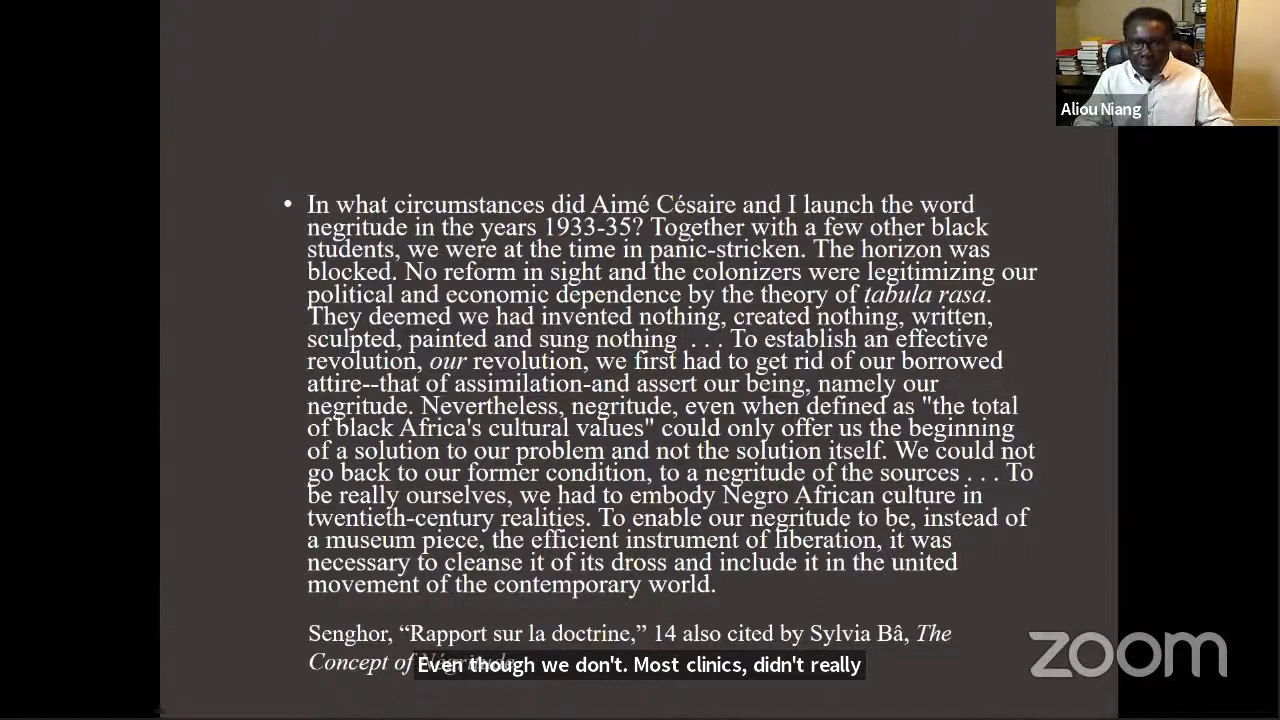 Aliou Niang
• In what circumstances did Aimé Césaire and I launch the word
negritude in the years 1933-35? Together with a few other black
students, we were at the time in panic-stricken. The horizon was
blocked. No reform in sight and the colonizers were legitimizing our
political and economic dependence by the theory of tabula rasa.
They deemed we had invented nothing, created nothing, written,
sculpted, painted and sung nothing . . . To establish an effective
revolution, our revolution, we first had to get rid of our borrowed
attire--that of assimilation-and assert our being, namely our
negritude. Nevertheless, negritude, even when defined as "the total
of black Africa's cultural values" could only offer us the beginning
of a solution to our problem and not the solution itself. We could not
go back to our former condition, to a negritude of the sources . . . To
be really ourselves, we had to embody Negro African culture in
twentieth-century realities. To enable our negritude to be, instead of
a museum piece, the efficient instrument of liberation, it was
necessary to cleanse it of its dross and include it in the united
movement of the contemporary world.
Senghor, “Rapport sur la doctrine,” 14 also cited by Sylvia Bâ, The
Concept of
Even though we don't. Most clinics, didn't really
zoom